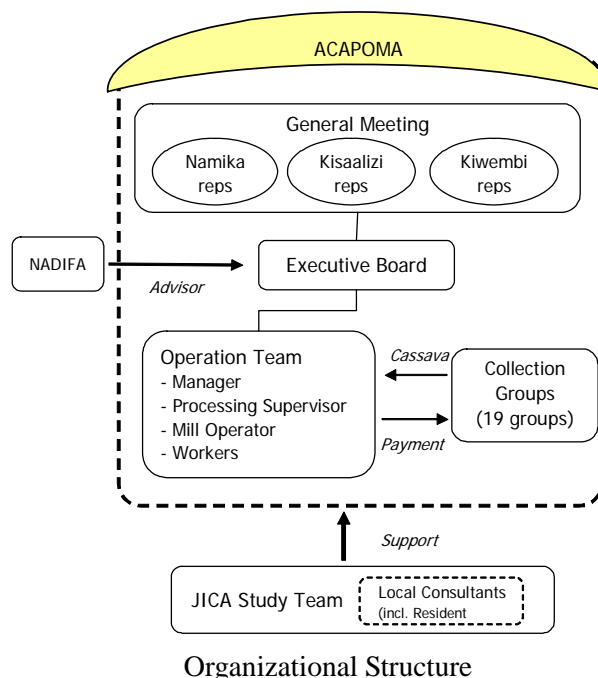 ACAPOMA
General Meeting
Namika
reps
Kisaalizi
reps
Kiwembi
reps
NADIFA
Advisor
Executive Board
Operation Team
- Manager
- Processing Supervisor
- Mill Operator
- Workers
Cassava
Payment
Collection
Groups
(19 groups)
Support
JICA Study Team
Local Consultants
(incl. Resident
Organizational Structure